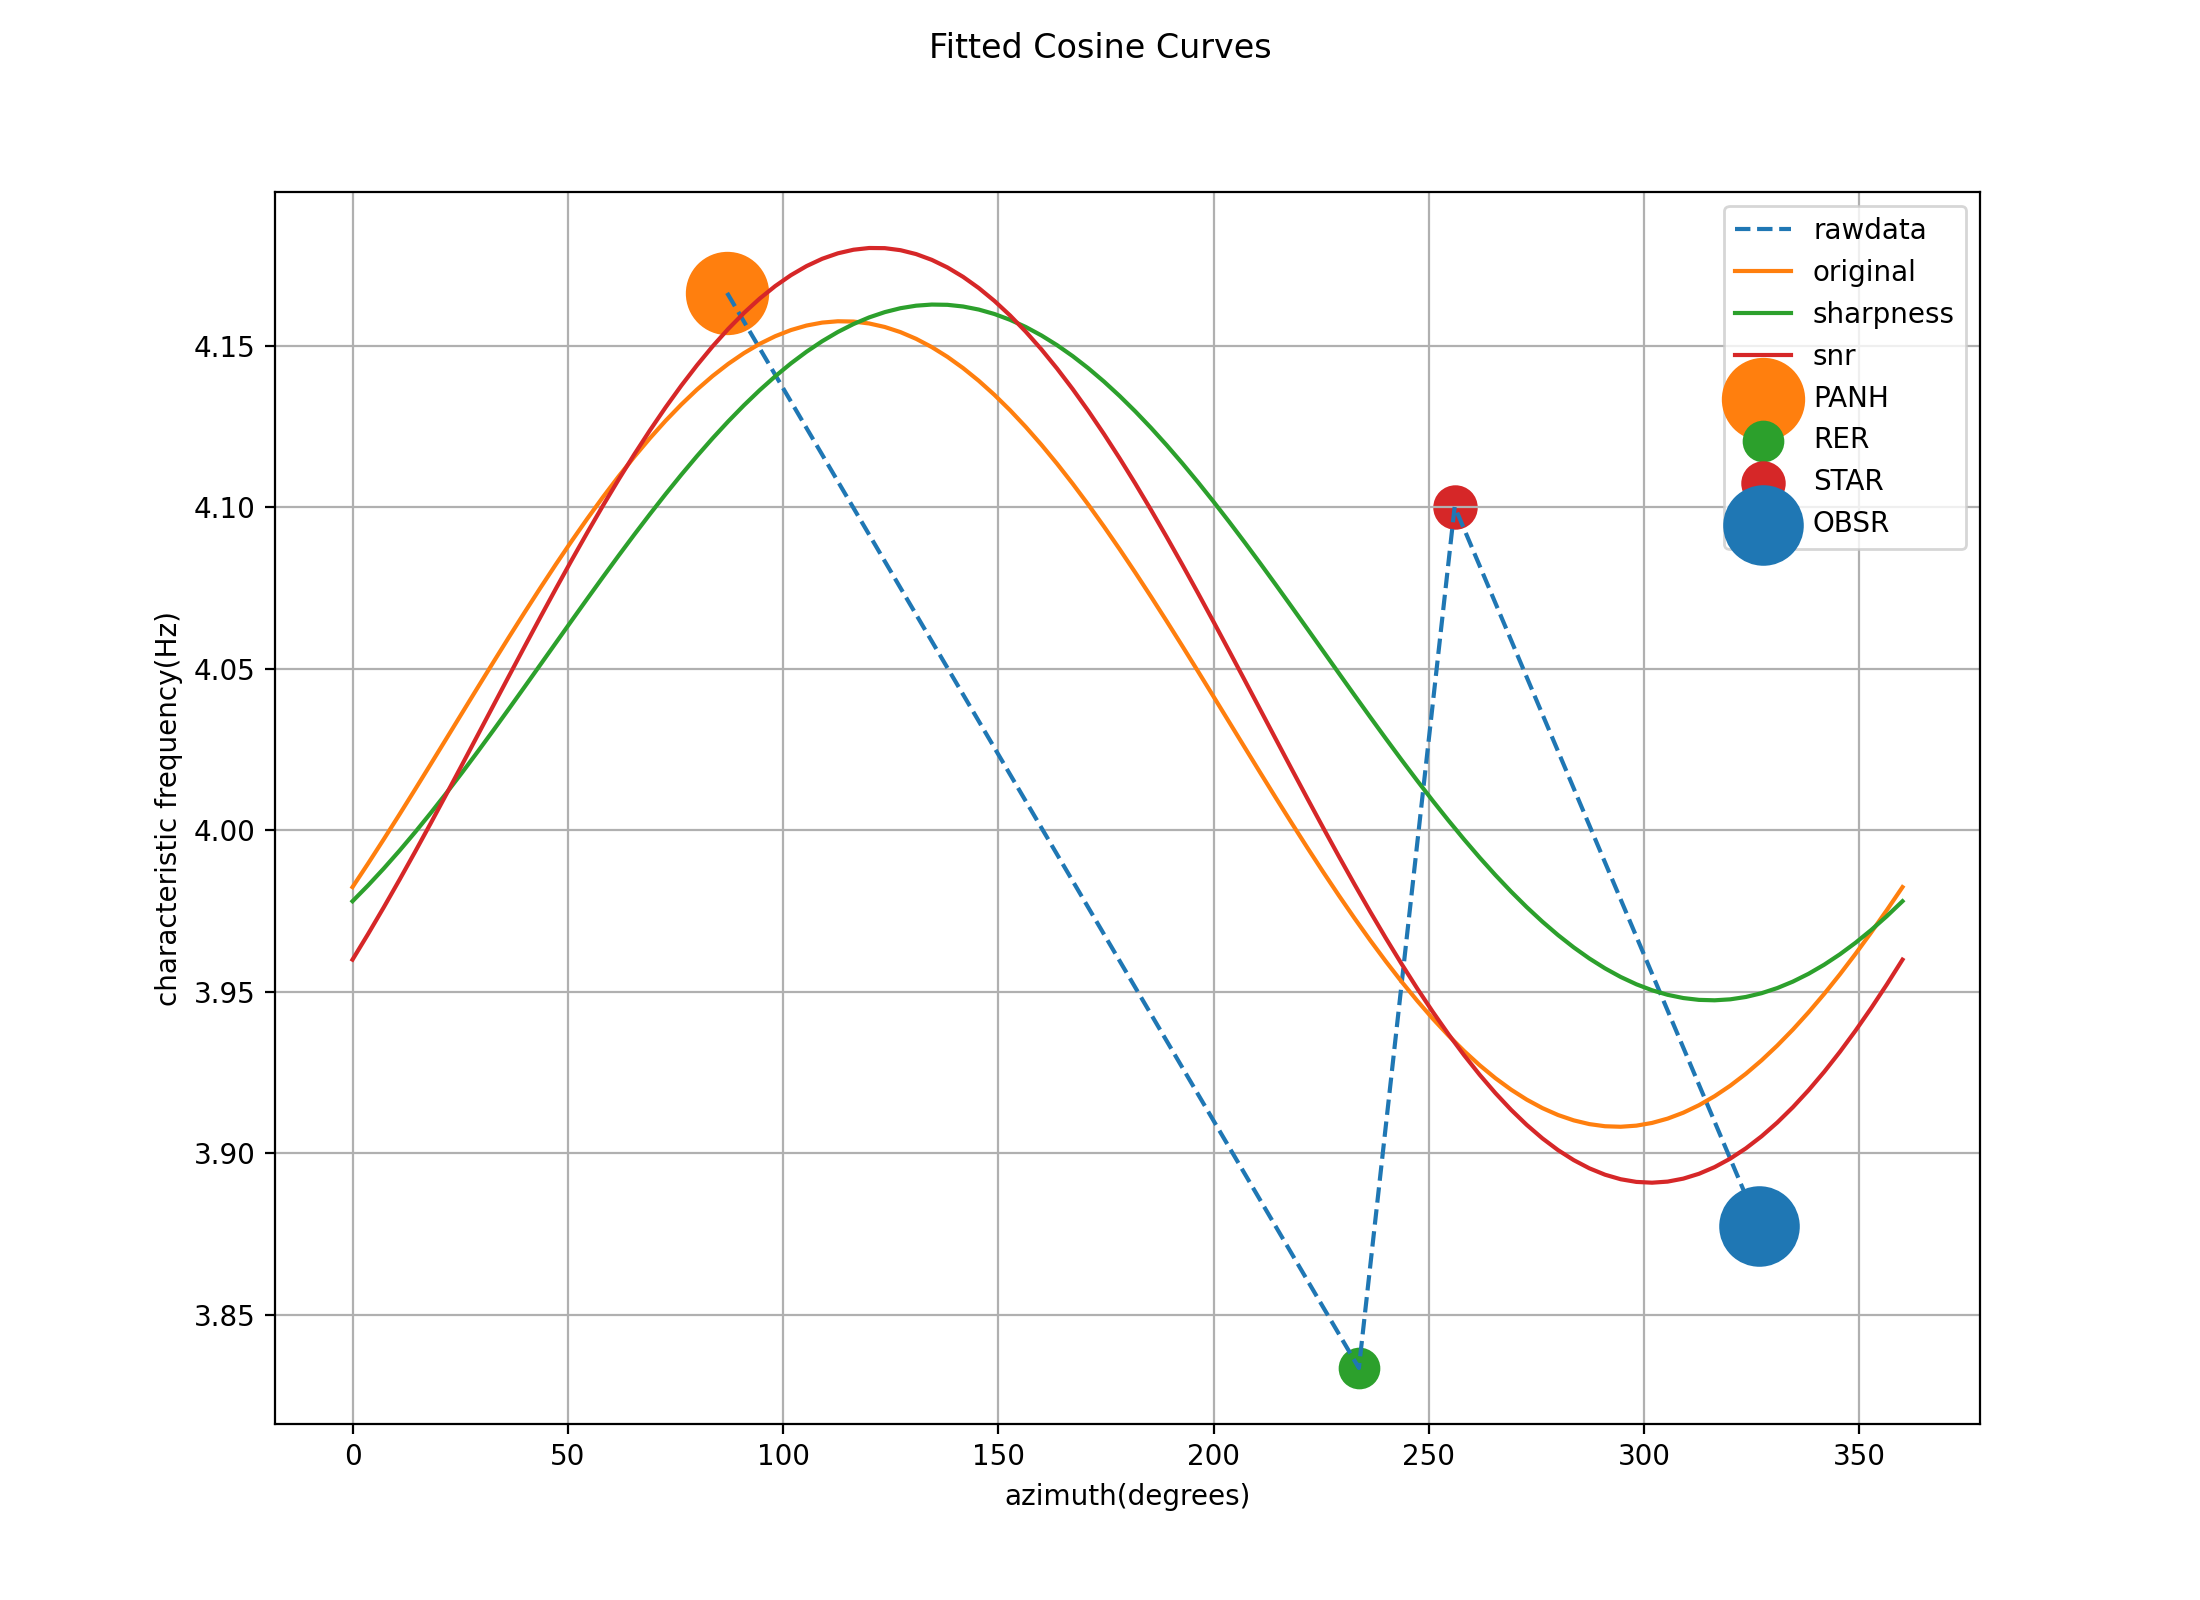 Fitted Cosine Curves
rawdata
original
sharpness
snr
PANH
RER
STAR
OBSR
characteristic frequency(Hz)
4.15
4.10
4.05
4.00
3.95
3.90
3.85
0 50 100 150 200 250 300 350
azimuth(degrees)